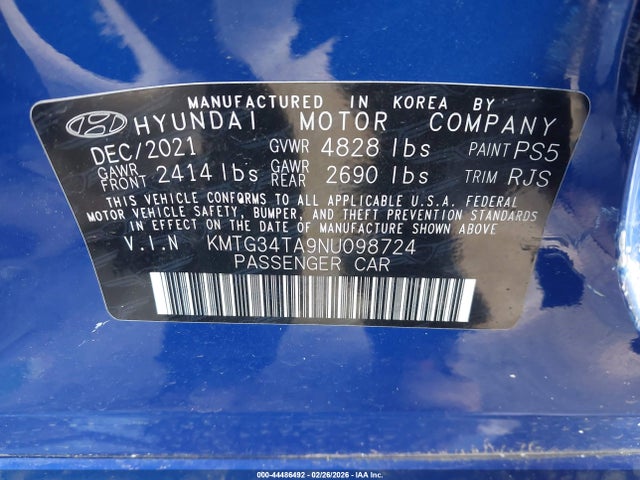 MANUFACTURED IN KOREA BY
HYUNDAI MOTOR COMPANY
DEC/2021 GVWR 4828 lbs PAINT PS5
GAWR FRONT 2414 lbs GAWR REAR 2690 lbs TRIM RJS
THIS VEHICLE CONFORMS TO ALL APPLICABLE U.S.A. FEDERAL
MOTOR VEHICLE SAFETY, BUMPER, AND THEFT PREVENTION
STANDARDS IN EFFECT ON THE DATE OF MANUFACTURE SHOWN ABOVE
V.I.N KMTG34TA9NU098724
PASSENGER CAR
000-44486492 - 02/26/2026 - IAA Inc.